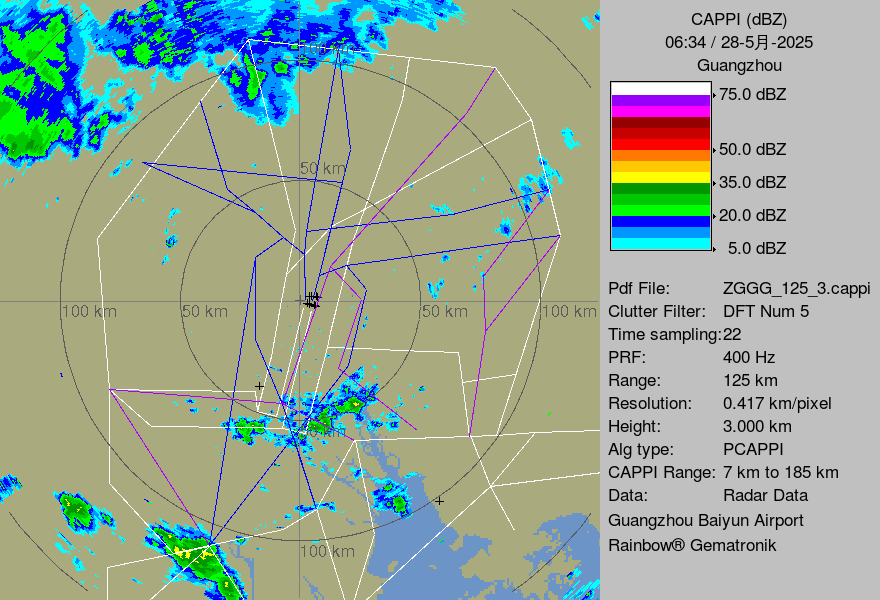 CAPPI (dBZ)
06:34 / 28-5月-2025
Guangzhou
75.0 dBZ
50.0 dBZ
35.0 dBZ
20.0 dBZ
5.0 dBZ
100 km
50 km
100 km
50 km
50 km
100 km
50 km
100 km
Pdf File: ZGGG_125_3.cappi
Clutter Filter: DFT Num 5
Time sampling:22
PRF: 400 Hz
Range: 125 km
Resolution: 0.417 km/pixel
Height: 3.000 km
Alg type: PCAPPI
CAPPI Range: 7 km to 185 km
Data: Radar Data
Guangzhou Baiyun Airport
Rainbow® Gematronik